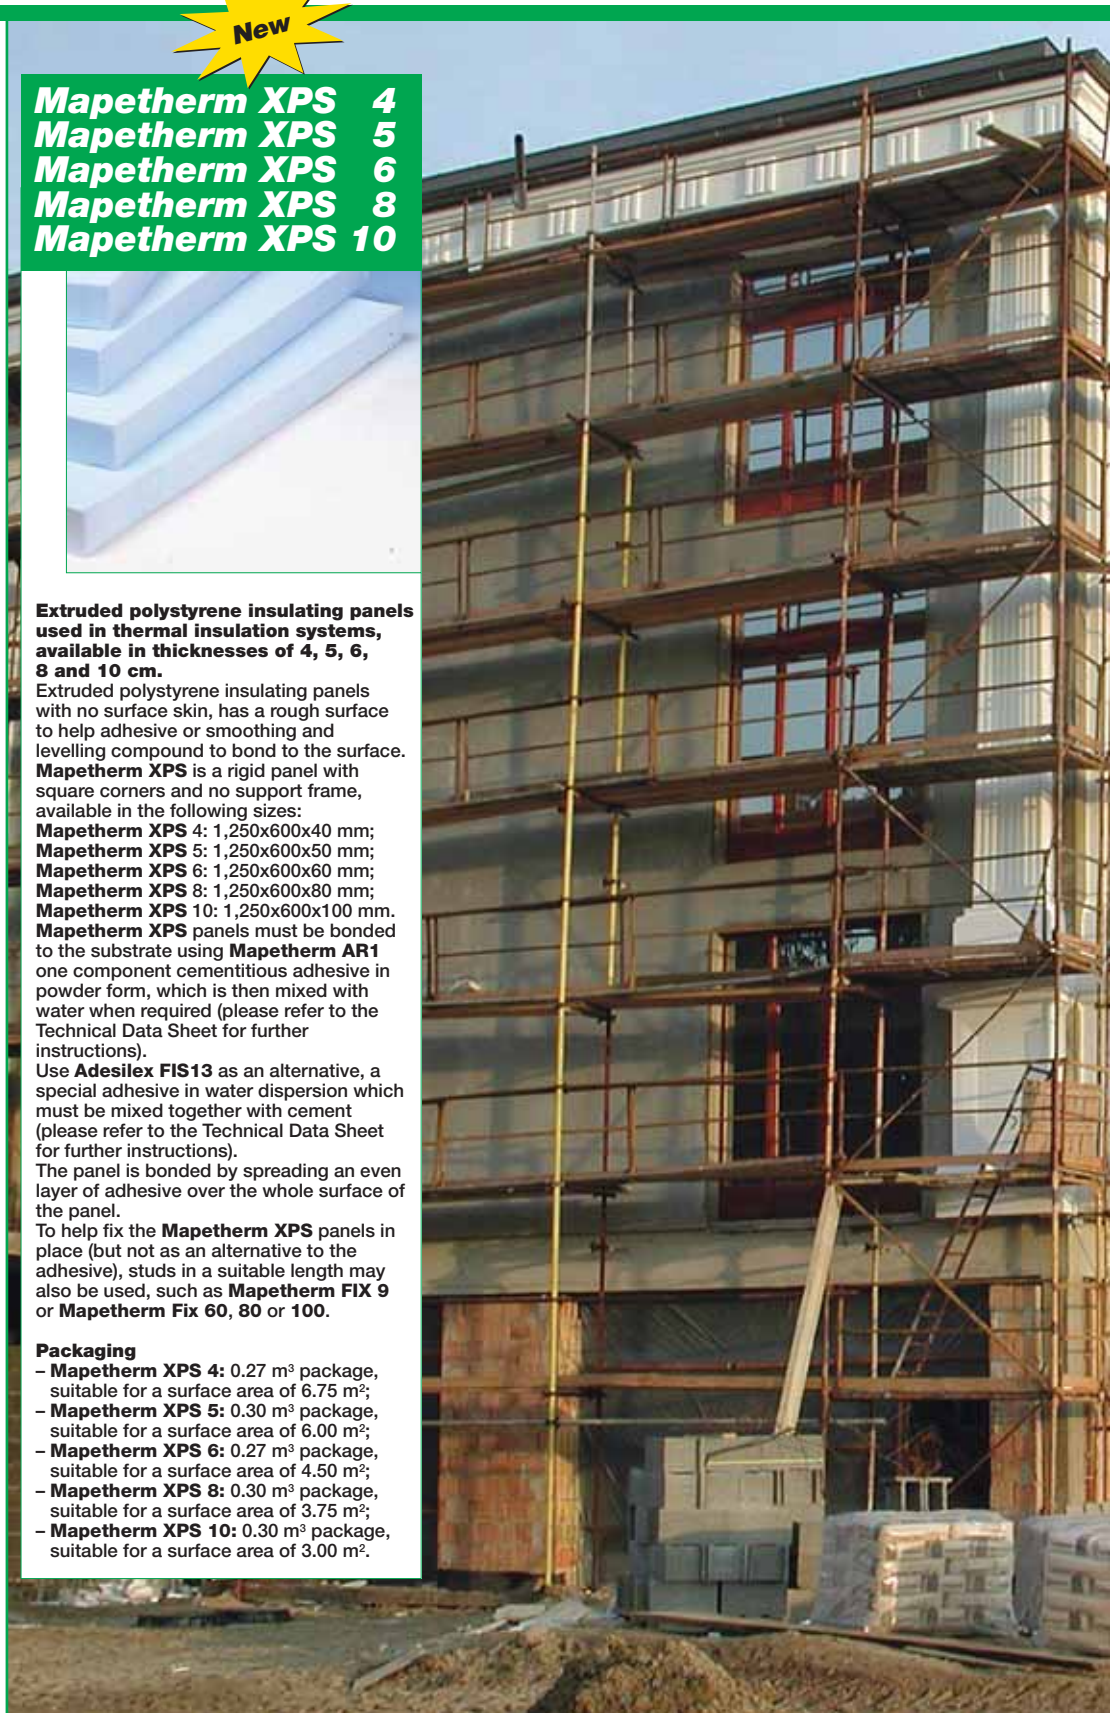 New
Mapetherm XPS 4
Mapetherm XPS 5
Mapetherm XPS 6
Mapetherm XPS 8
Mapetherm XPS 10
Extruded polystyrene insulating panels
used in thermal insulation systems,
available in thicknesses of 4, 5, 6,
8 and 10 cm.
Extruded polystyrene insulating panels
with no surface skin, has a rough surface
to help adhesive or smoothing and
levelling compound to bond to the surface.
Mapetherm XPS is a rigid panel with
square corners and no support frame,
available in the following sizes:
Mapetherm XPS 4: 1,250x600x40 mm;
Mapetherm XPS 5: 1,250x600x50 mm;
Mapetherm XPS 6: 1,250x600x60 mm;
Mapetherm XPS 8: 1,250x600x80 mm;
Mapetherm XPS 10: 1,250x600x100 mm.
Mapetherm XPS panels must be bonded
to the substrate using Mapetherm AR1
one component cementitious adhesive in
powder form, which is then mixed with
water when required (please refer to the
Technical Data Sheet for further
instructions).
Use Adesilex FIS13 as an alternative, a
special adhesive in water dispersion which
must be mixed together with cement
(please refer to the Technical Data Sheet
for further instructions).
The panel is bonded by spreading an even
layer of adhesive over the whole surface of
the panel.
To help fix the Mapetherm XPS panels in
place (but not as an alternative to the
adhesive), studs in a suitable length may
also be used, such as Mapetherm FIX 9
or Mapetherm Fix 60, 80 or 100.
Packaging
– Mapetherm XPS 4: 0.27 m³ package,
suitable for a surface area of 6.75 m²;
– Mapetherm XPS 5: 0.30 m³ package,
suitable for a surface area of 6.00 m²;
– Mapetherm XPS 6: 0.27 m³ package,
suitable for a surface area of 4.50 m²;
– Mapetherm XPS 8: 0.30 m³ package,
suitable for a surface area of 3.75 m²;
– Mapetherm XPS 10: 0.30 m³ package,
suitable for a surface area of 3.00 m².